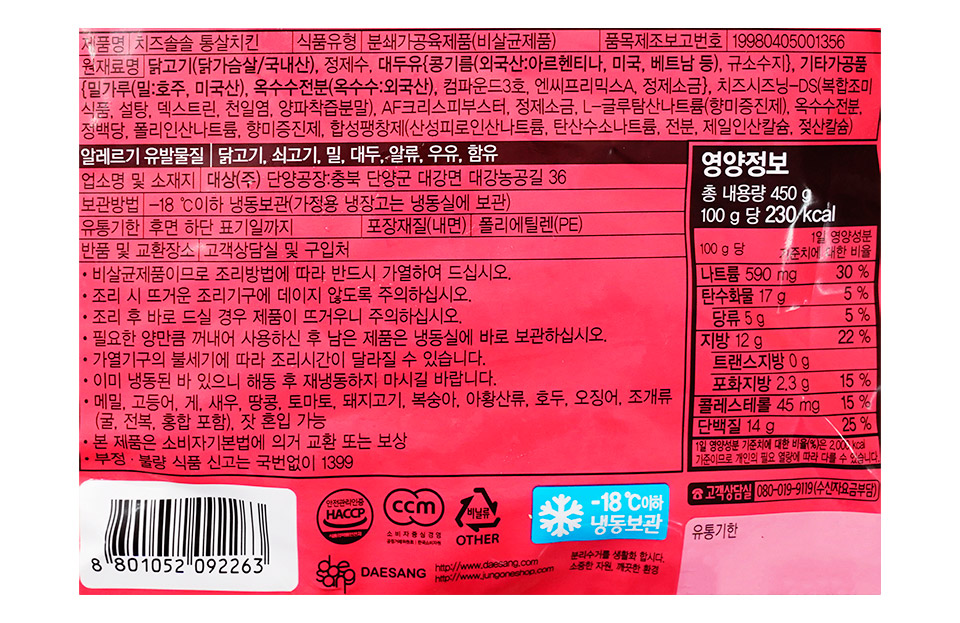 제품명 치즈솔솔 통살치킨 식품유형 분쇄가공육제품(비살균제품) 품목제조보고번호 19980405001356
원재료명 닭고기(닭가슴살/국내산), 정제수, 대두유{콩기름(외국산:아르헨티나, 미국, 베트남 등), 규소수지}, 기타가공품
{밀가루(밀:호주, 미국산), 옥수수전분(옥수수:외국산), 컴파운드3호, 엔씨프리믹스A, 정제소금}, 치즈시즈닝-DS(복합조미
식품, 설탕, 덱스트린, 천일염, 양파착즙분말), AF크리스피부스터, 정제소금, L-글루탐산나트륨(향미증진제), 옥수수전분,
정백당, 폴리인산나트륨, 향미증진제, 합성팽창제(산성피로인산나트륨, 탄산수소나트륨, 전분, 제일인산칼슘, 젖산칼슘)
알레르기 유발물질 닭고기, 쇠고기, 밀, 대두, 알류, 우유, 함유
업소명 및 소재지 대상(주) 단양공장:충북 단양군 대강면 대강농공길 36
보관방법 -18 ℃이하 냉동보관(가정용 냉장고는 냉동실에 보관)
유통기한 후면 하단 표기일까지 포장재질(내면) 폴리에틸렌(PE)
반품 및 교환장소 고객상담실 및 구입처
• 비살균제품이므로 조리방법에 따라 반드시 가열하여 드십시오.
• 조리 시 뜨거운 조리기구에 데이지 않도록 주의하십시오.
• 조리 후 바로 드실 경우 제품이 뜨거우니 주의하십시오.
• 필요한 양만큼 꺼내어 사용하신 후 남은 제품은 냉동실에 바로 보관하십시오.
• 가열기구의 불세기에 따라 조리시간이 달라질 수 있습니다.
• 이미 냉동된 바 있으니 해동 후 재냉동하지 마시길 바랍니다.
• 메밀, 고등어, 게, 새우, 땅콩, 토마토, 돼지고기, 복숭아, 아황산류, 호두, 오징어, 조개류
(굴, 전복, 홍합 포함), 잣 혼입 가능
• 본 제품은 소비자기본법에 의거 교환 또는 보상
• 부정·불량 식품 신고는 국번없이 1399
영양정보
총 내용량 450 g
100 g 당 230 kcal
100 g 당 1일 영양성분
기준치에 대한 비율
나트륨 590 mg 30 %
탄수화물 17 g 5 %
당류 5 g 5 %
지방 12 g 22 %
트랜스지방 0 g
포화지방 2.3 g 15 %
콜레스테롤 45 mg 15 %
단백질 14 g 25 %
1일 영양성분 기준치에 대한 비율(%)은 2,000 kcal
기준이므로 개인의 필요 열량에 따라 다를 수 있습니다.
☎고객상담실 080-019-9119(수신자요금부담)
유통기한
안전관리인증
HACCP
ccm
소비자중심경영
비닐류
OTHER
-18 ℃이하
냉동보관
8 801052 092263
DAESANG
http://www.daesang.com
http://www.jungoneshop.com
분리수거를 생활화 합시다.
소중한 자원, 깨끗한 환경